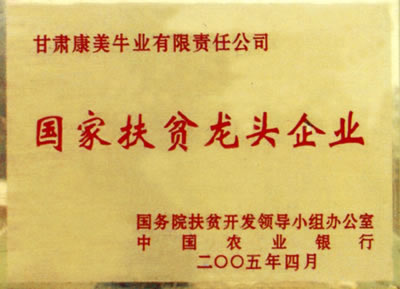 甘肃康美牛业有限责任公司
国家扶贫龙头企业
国务院扶贫开发领导小组办公室
中国农业银行
二〇〇五年四月